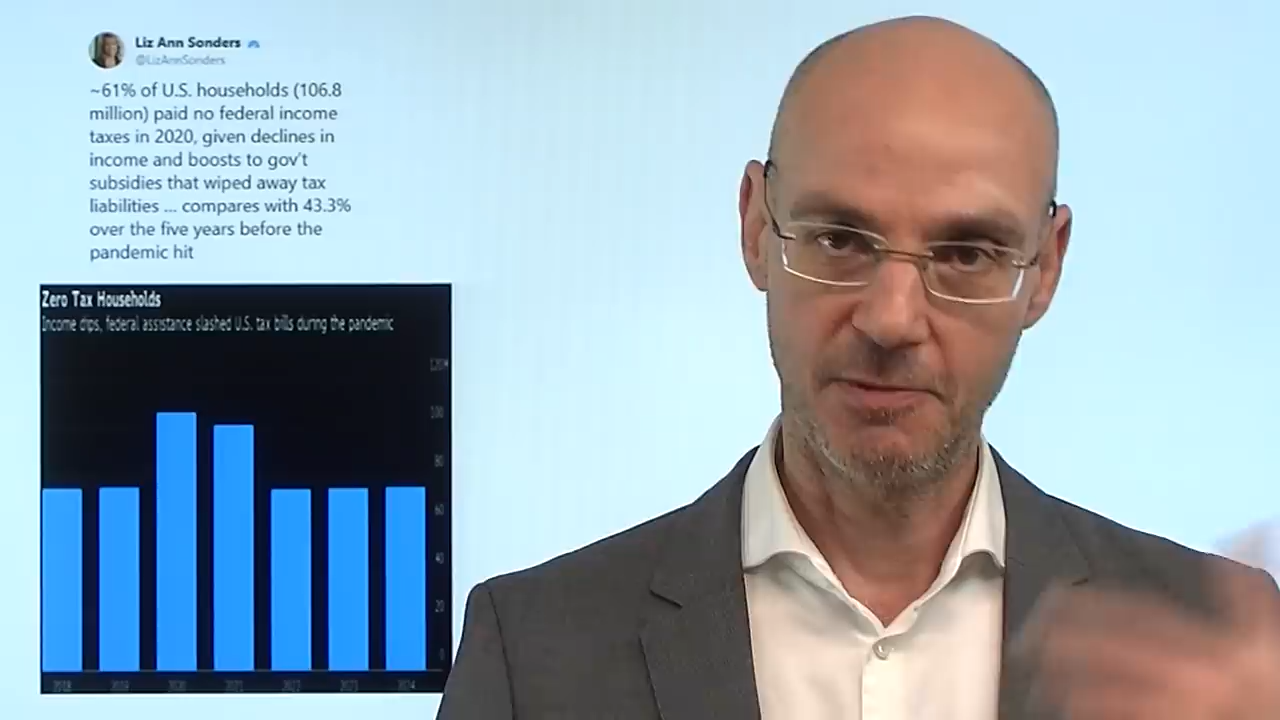 Liz Ann Sonders
@LizAnnSonders
~61% of U.S. households (106.8
million) paid no federal income
taxes in 2020, given declines in
income and boosts to gov't
subsidies that wiped away tax
liabilities ... compares with 43.3%
over the five years before the
pandemic hit
Zero Tax Households
Income dips, federal assistance slashed U.S. tax bills during the pandemic
120M
100
80
60
40
20
0
2018 2019 2020 2021 2022 2023 2024